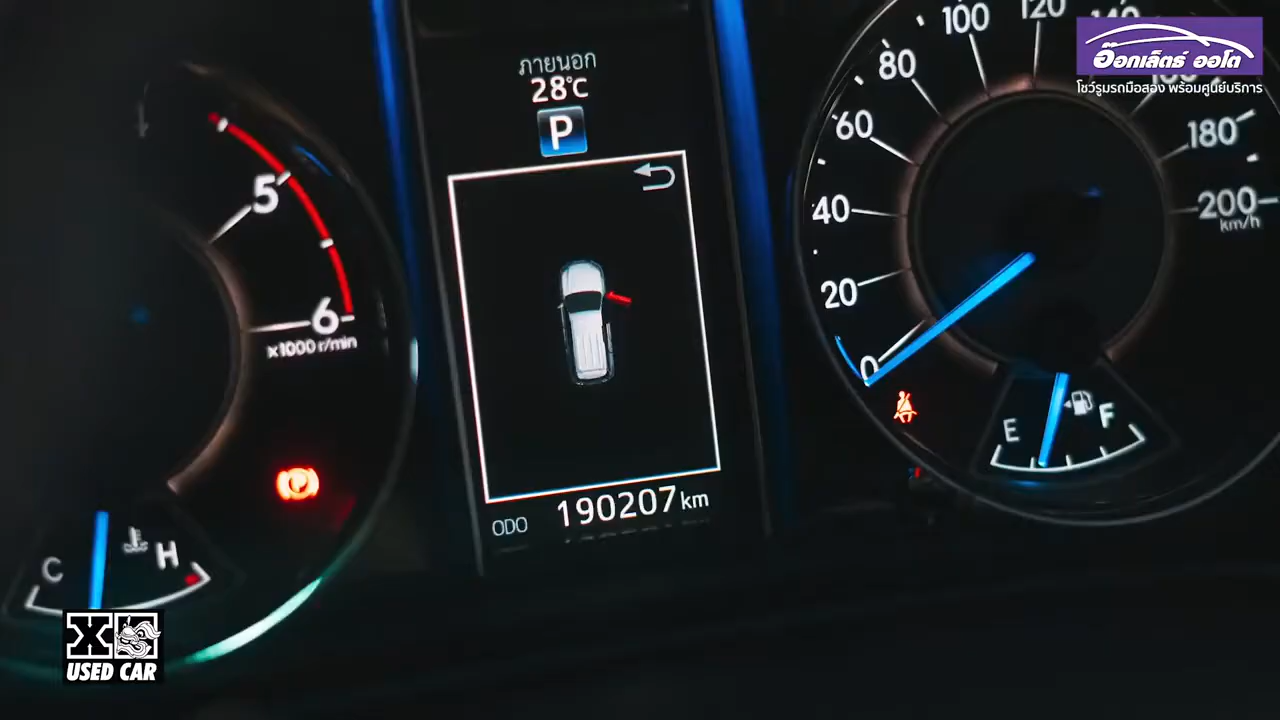 ภายนอก
28°C
P
5
6
x1000 r/min
C
H
ODO 190207 km
0
20
40
60
80
100
120
140
160
180
200
km/h
E
F
อ๊อกเล็ตธ์ ออโต
โชว์รูมรถมือสอง พร้อมศูนย์บริการ
X
USED CAR